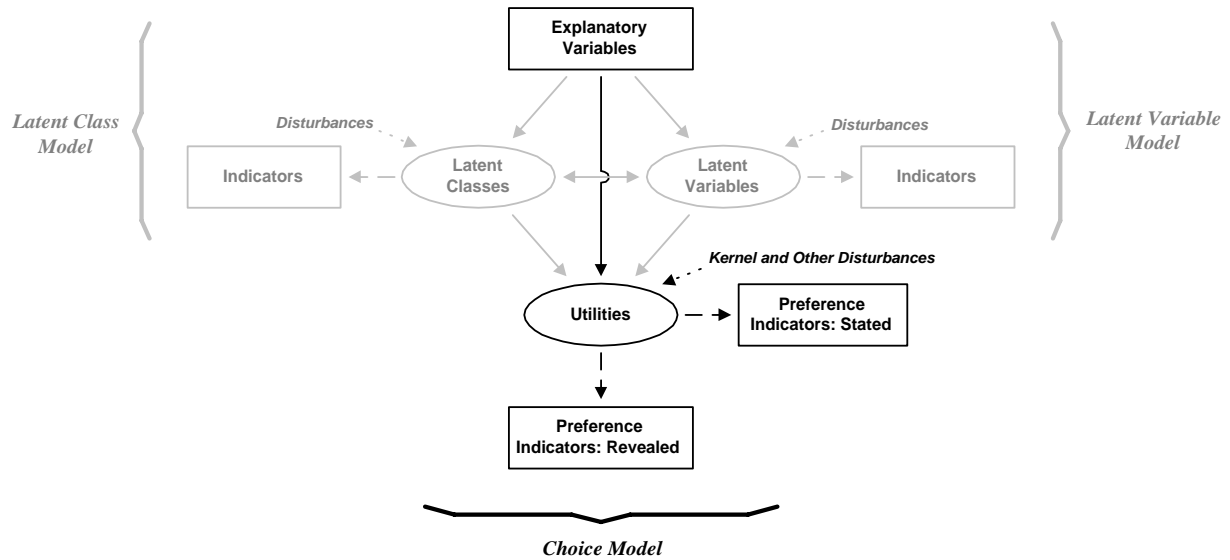 Explanatory
Variables
Latent Class
Model
Disturbances
Disturbances
Latent Variable
Model
Indicators
Latent
Classes
Latent
Variables
Indicators
Kernel and Other Disturbances
Utilities
Preference
Indicators: Stated
Preference
Indicators: Revealed
Choice Model